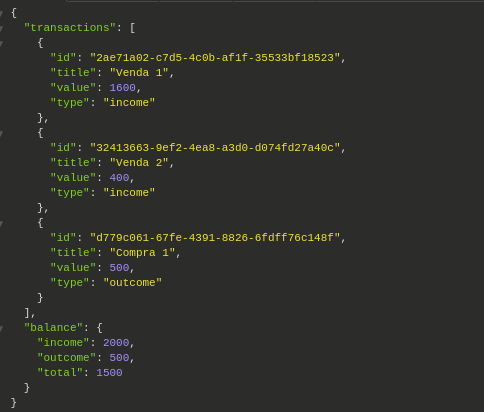 {
  "transactions": [
    {
      "id": "2ae71a02-c7d5-4c0b-af1f-35533bf18523",
      "title": "Venda 1",
      "value": 1600,
      "type": "income"
    },
    {
      "id": "32413663-9ef2-4ea8-a3d0-d074fd27a40c",
      "title": "Venda 2",
      "value": 400,
      "type": "income"
    },
    {
      "id": "d779c061-67fe-4391-8826-6fdff76c148f",
      "title": "Compra 1",
      "value": 500,
      "type": "outcome"
    }
  ],
  "balance": {
    "income": 2000,
    "outcome": 500,
    "total": 1500
  }
}